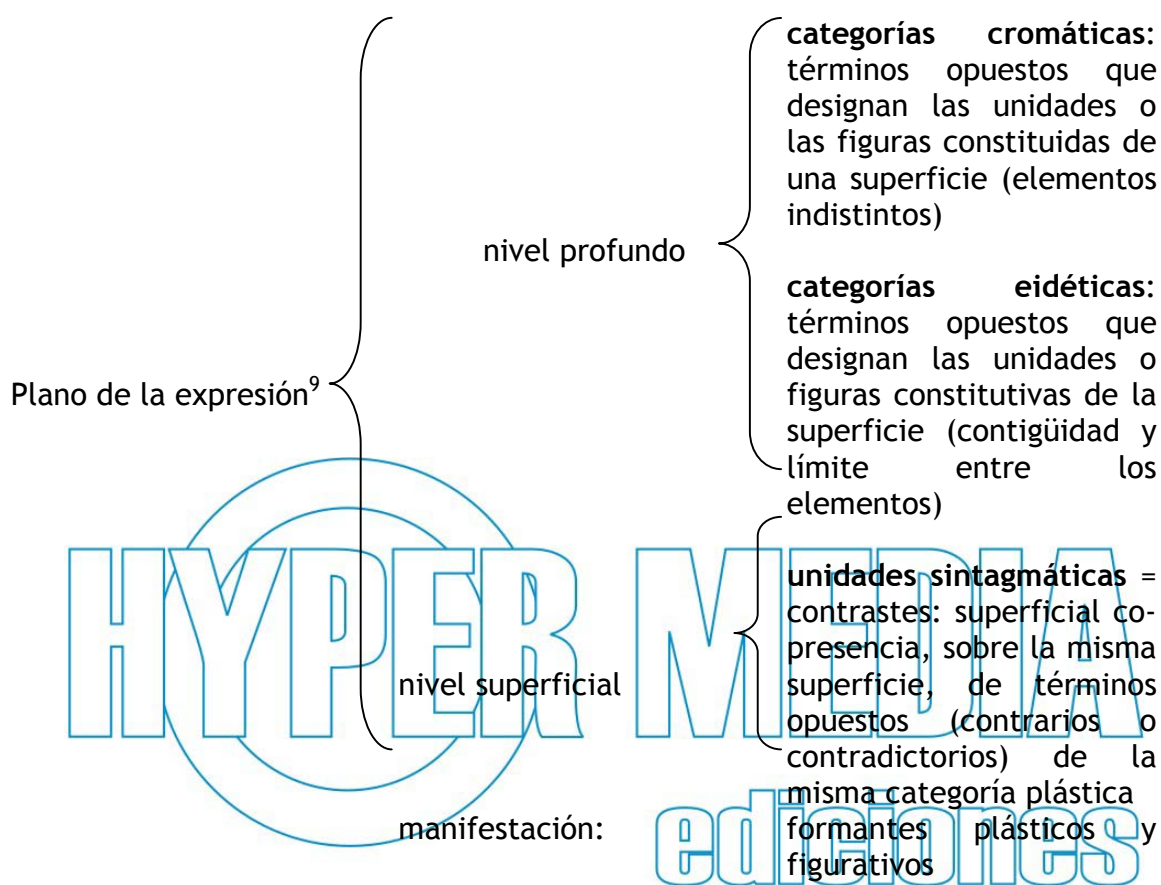 categorías cromáticas:
términos opuestos que
designan las unidades o
las figuras constituidas de
una superficie (elementos
indistintos)
nivel profundo
categorías eidéticas:
términos opuestos que
designan las unidades o
figuras constitutivas de la
superficie (contigüidad y
límite entre los
elementos)
Plano de la expresión⁹
unidades sintagmáticas =
contrastes: superficial co-
presencia, sobre la misma
superficie, de términos
opuestos (contrarios o
contradictorios) de la
misma categoría plástica
nivel superficial
manifestación:
formantes plásticos y
figurativos
HYPER MEDIA
ediciones